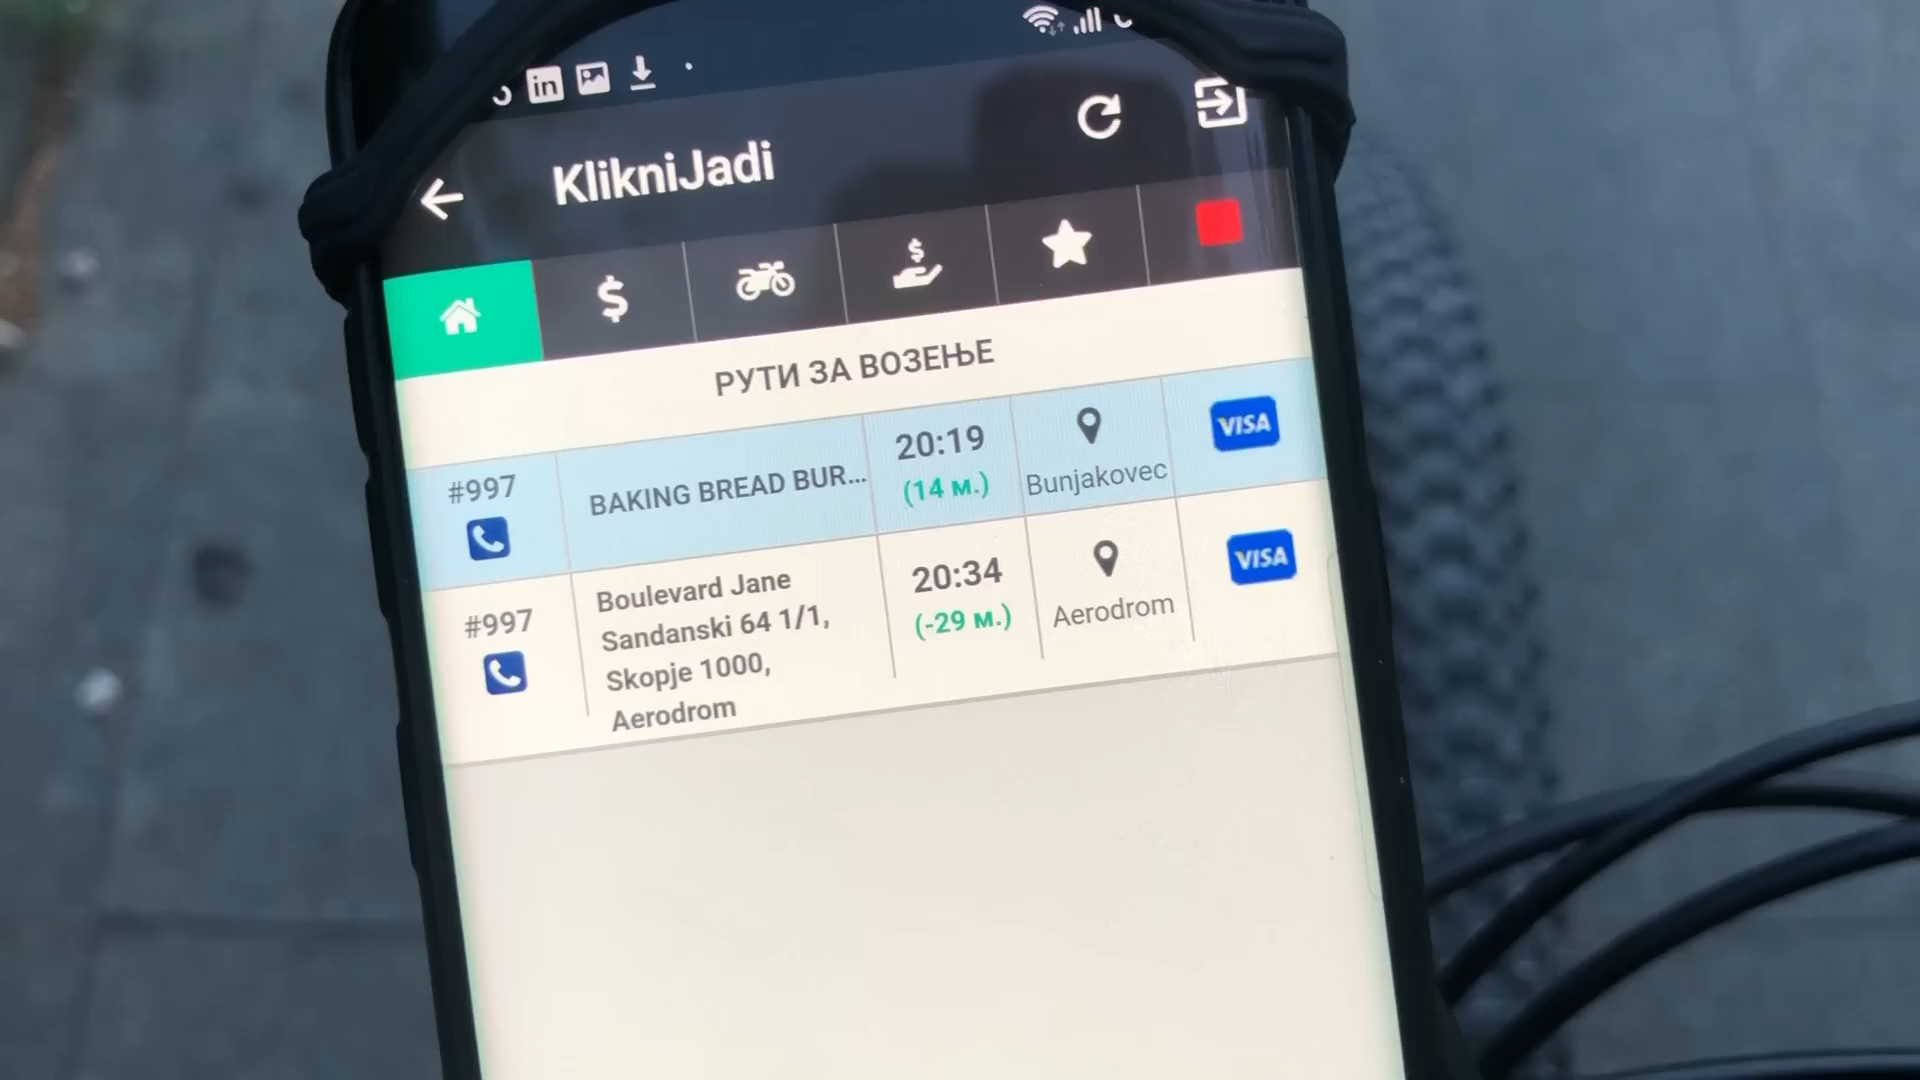 in
KlikniJadi
$
$
РУТИ ЗА ВОЗЕЊЕ
#997
BAKING BREAD BUR...
20:19
(14 м.)
Bunjakovec
VISA
#997
Boulevard Jane
Sandanski 64 1/1,
Skopje 1000,
Aerodrom
20:34
(-29 м.)
Aerodrom
VISA